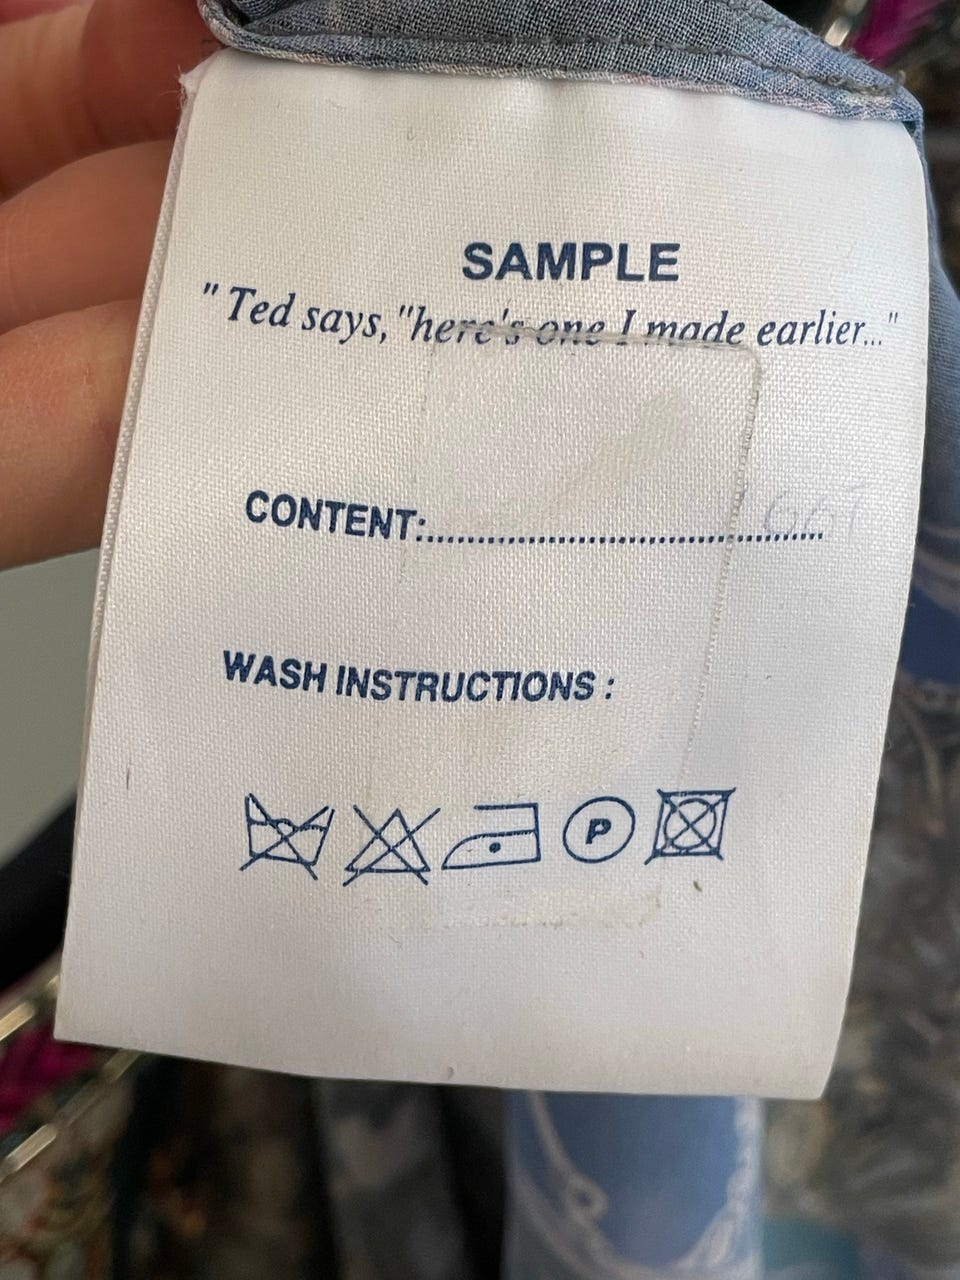 SAMPLE
" Ted says, "here's one I made earlier..."
CONTENT:..........................................................
WASH INSTRUCTIONS :
P